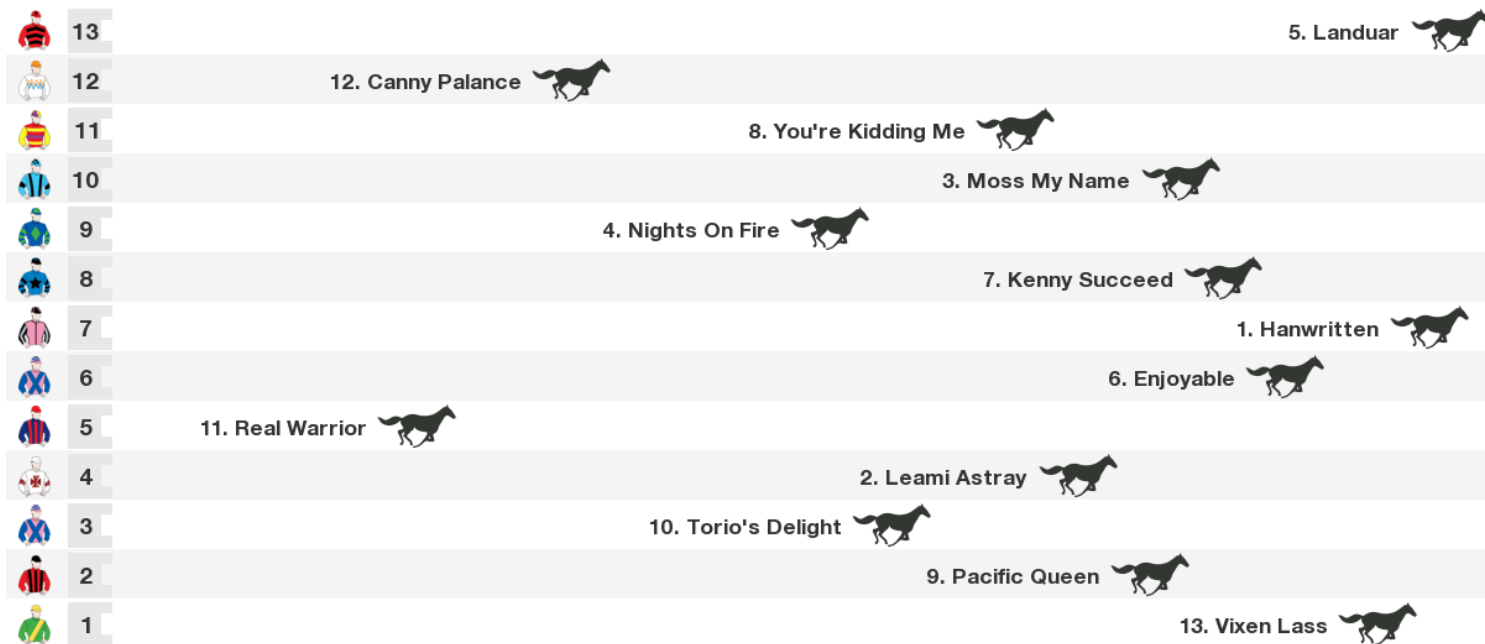 13 5. Landuar
12 12. Canny Palance
11 8. You're Kidding Me
10 3. Moss My Name
9 4. Nights On Fire
8 7. Kenny Succeed
7 1. Hanwritten
6 6. Enjoyable
5 11. Real Warrior
4 2. Leami Astray
3 10. Torio's Delight
2 9. Pacific Queen
1 13. Vixen Lass